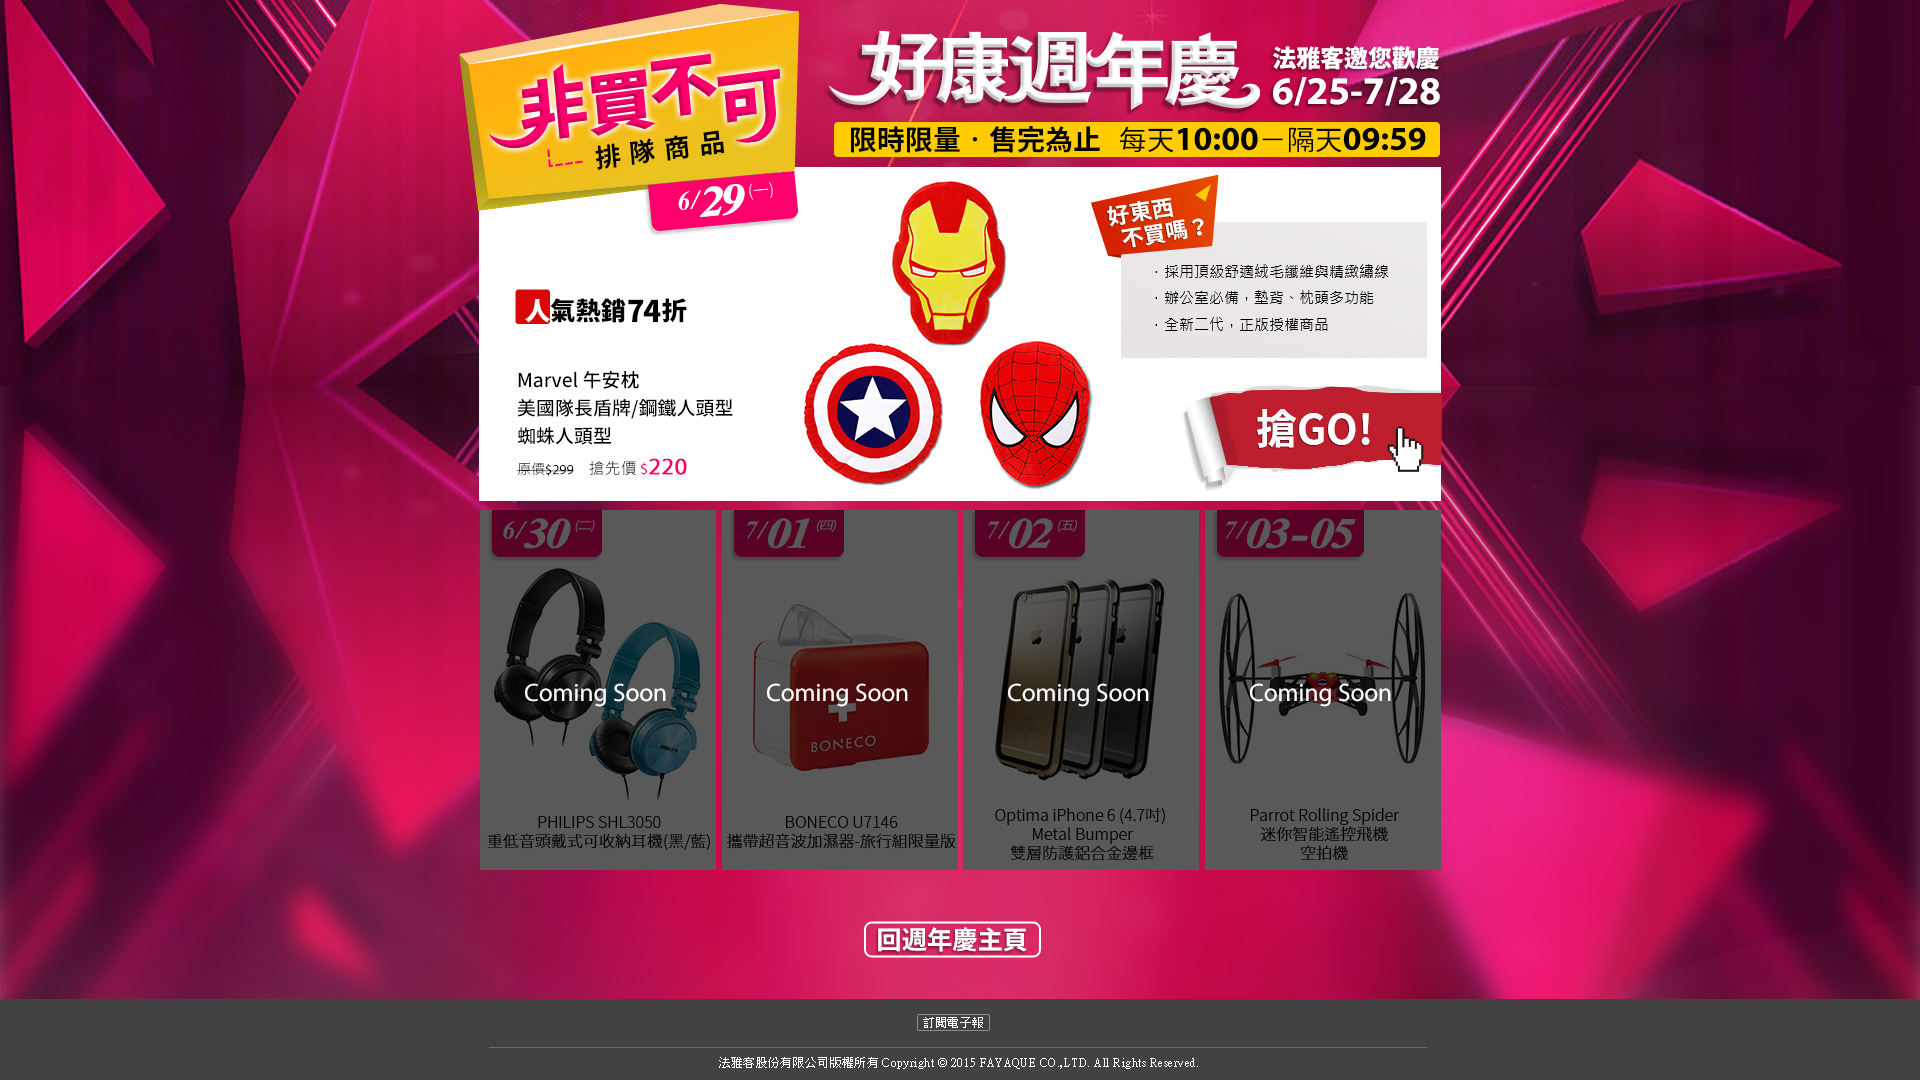 非買不可
排隊商品
6/29(一)
好康週年慶
法雅客邀您歡慶
6/25-7/28
限時限量．售完為止 每天10:00－隔天09:59
好東西
不買嗎？
．採用頂級舒適絨毛纖維與精緻繡線
．辦公室必備，墊背、枕頭多功能
．全新二代，正版授權商品
人氣熱銷74折
Marvel 午安枕
美國隊長盾牌/鋼鐵人頭型
蜘蛛人頭型
原價$299 搶先價$220
搶GO!
6/30(二)
Coming Soon
PHILIPS
PHILIPS SHL3050
重低音頭戴式可收納耳機(黑/藍)
7/01(四)
Coming Soon
BONECO
BONECO U7146
攜帶超音波加濕器-旅行組限量版
7/02(五)
Coming Soon
Optima iPhone 6 (4.7吋)
Metal Bumper
雙層防護鋁合金邊框
7/03-05
Coming Soon
Parrot Rolling Spider
迷你智能遙控飛機
空拍機
回週年慶主頁
訂閱電子報
法雅客股份有限公司版權所有 Copyright © 2015 FAYAQUE CO.,LTD. All Rights Reserved.